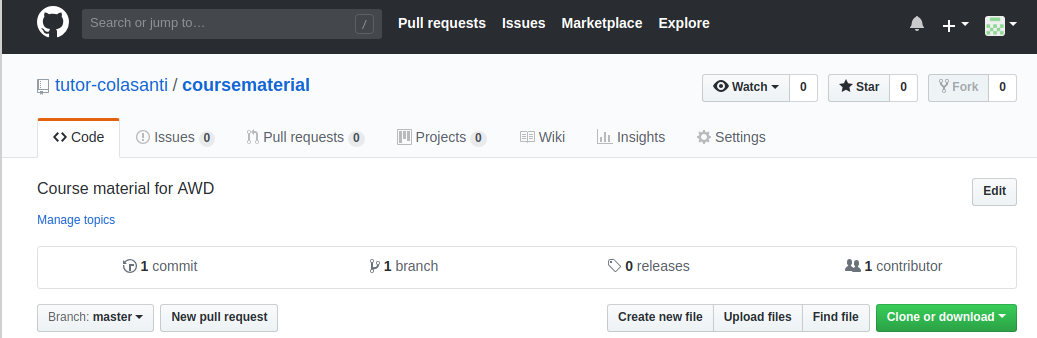 Search or jump to… / Pull requests Issues Marketplace Explore
tutor-colasanti / coursematerial Watch 0 Star 0 Fork 0
Code Issues 0 Pull requests 0 Projects 0 Wiki Insights Settings
Course material for AWD Edit
Manage topics
1 commit 1 branch 0 releases 1 contributor
Branch: master New pull request Create new file Upload files Find file Clone or download